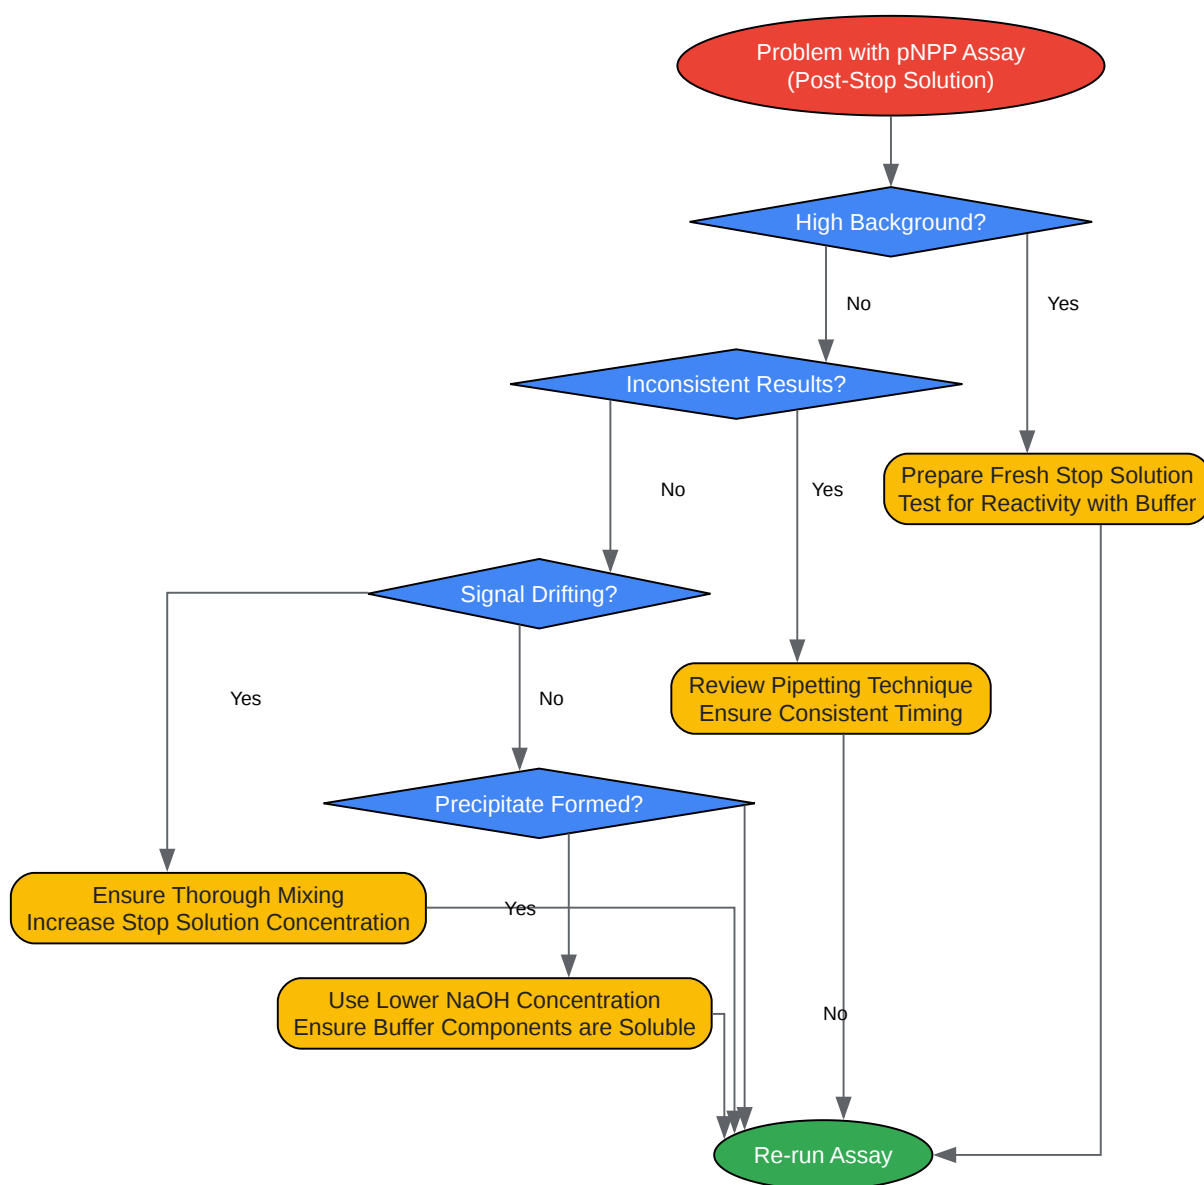 Problem with pNPP Assay
(Post-Stop Solution)
High Background?
No
Yes
Inconsistent Results?
Prepare Fresh Stop Solution
Test for Reactivity with Buffer
No
Yes
Signal Drifting?
Review Pipetting Technique
Ensure Consistent Timing
Yes
No
Precipitate Formed?
Ensure Thorough Mixing
Increase Stop Solution Concentration
Yes
Use Lower NaOH Concentration
Ensure Buffer Components are Soluble
No
Re-run Assay